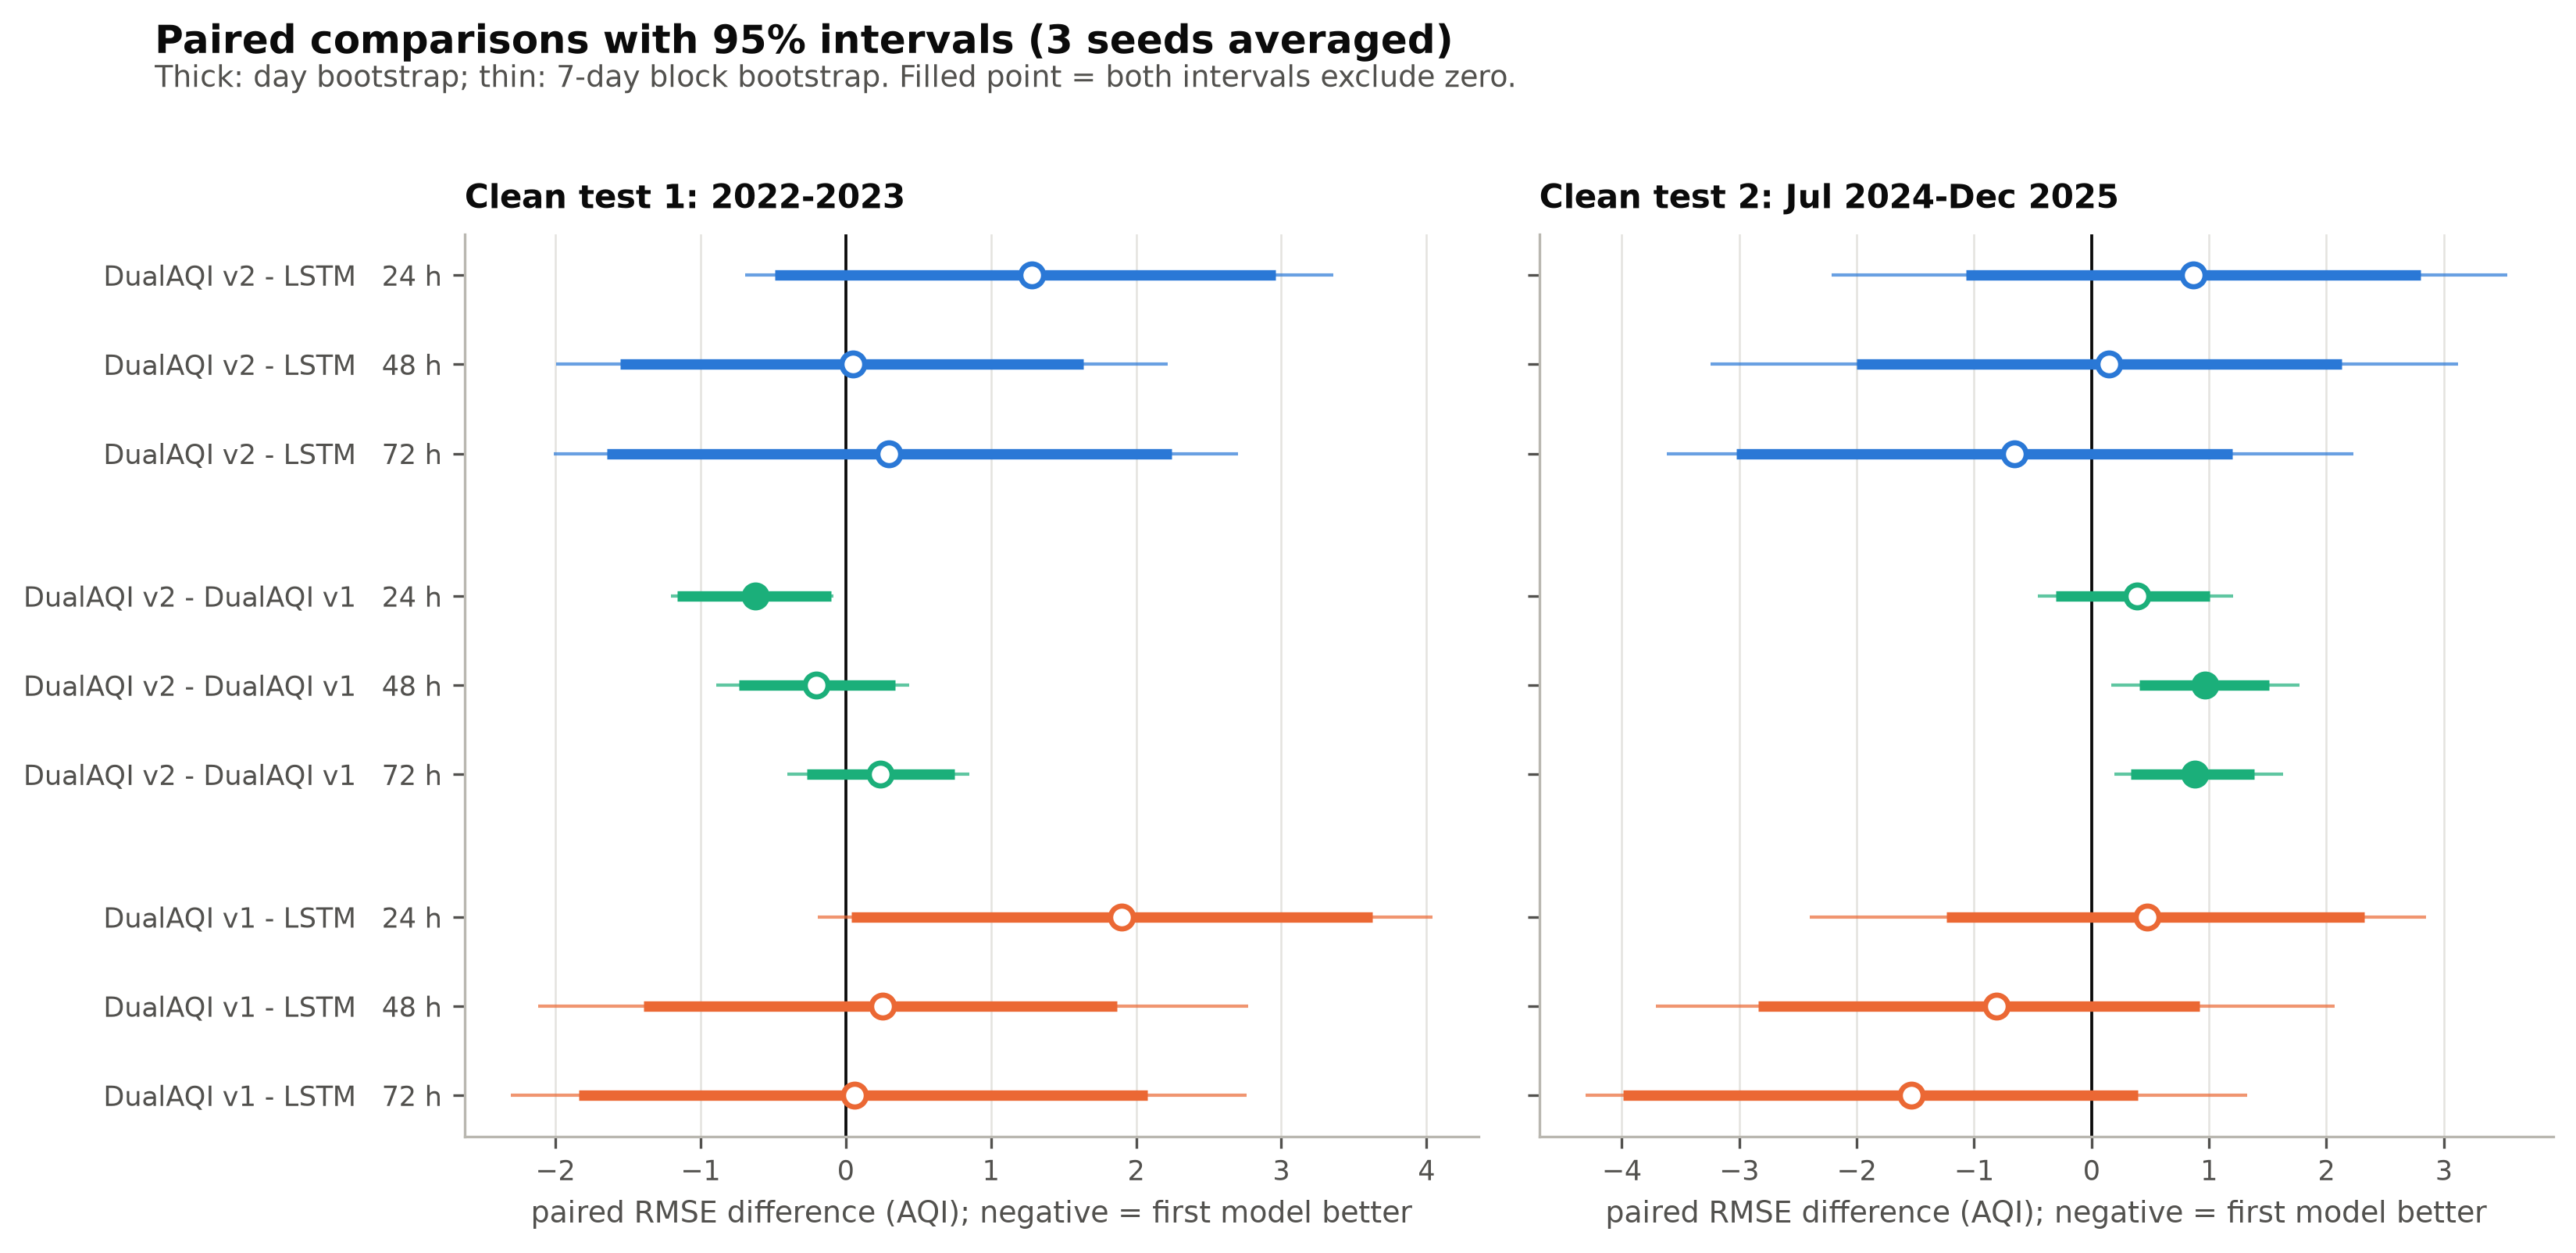 Paired comparisons with 95% intervals (3 seeds averaged)
Thick: day bootstrap; thin: 7-day block bootstrap. Filled point = both intervals exclude zero.
Clean test 1: 2022-2023
Clean test 2: Jul 2024-Dec 2025
DualAQI v2 - LSTM 24 h
DualAQI v2 - LSTM 48 h
DualAQI v2 - LSTM 72 h
DualAQI v2 - DualAQI v1 24 h
DualAQI v2 - DualAQI v1 48 h
DualAQI v2 - DualAQI v1 72 h
DualAQI v1 - LSTM 24 h
DualAQI v1 - LSTM 48 h
DualAQI v1 - LSTM 72 h
−2 −1 0 1 2 3 4
−4 −3 −2 −1 0 1 2 3
paired RMSE difference (AQI); negative = first model better
paired RMSE difference (AQI); negative = first model better